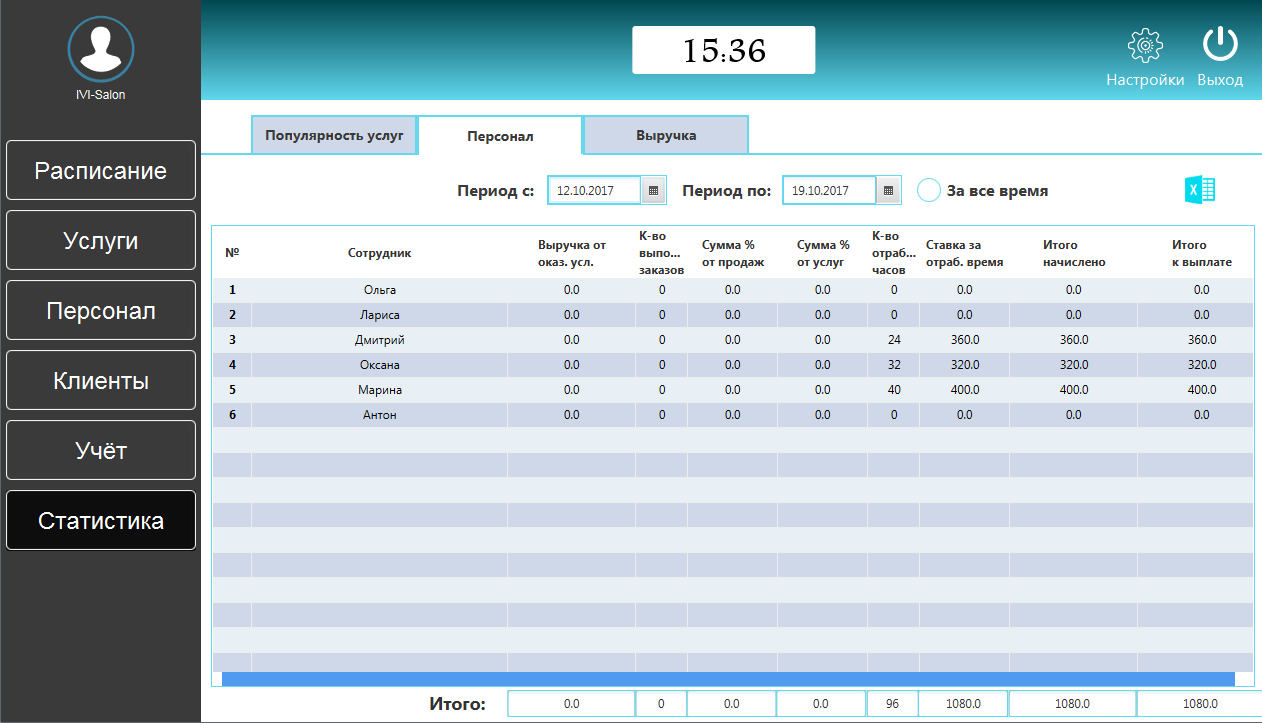 IVI-Salon
15:36
Настройки Выход
Расписание
Услуги
Персонал
Клиенты
Учёт
Статистика
Популярность услуг Персонал Выручка
Период с: 12.10.2017 Период по: 19.10.2017 За все время
X
№ Сотрудник Выручка от оказ. усл. К-во выпо... заказов Сумма % от продаж Сумма % от услуг К-во отраб... часов Ставка за отраб. время Итого начислено Итого к выплате
1 Ольга 0.0 0 0.0 0.0 0 0.0 0.0 0.0
2 Лариса 0.0 0 0.0 0.0 0 0.0 0.0 0.0
3 Дмитрий 0.0 0 0.0 0.0 24 360.0 360.0 360.0
4 Оксана 0.0 0 0.0 0.0 32 320.0 320.0 320.0
5 Марина 0.0 0 0.0 0.0 40 400.0 400.0 400.0
6 Антон 0.0 0 0.0 0.0 0 0.0 0.0 0.0
Итого: 0.0 0 0.0 0.0 96 1080.0 1080.0 1080.0